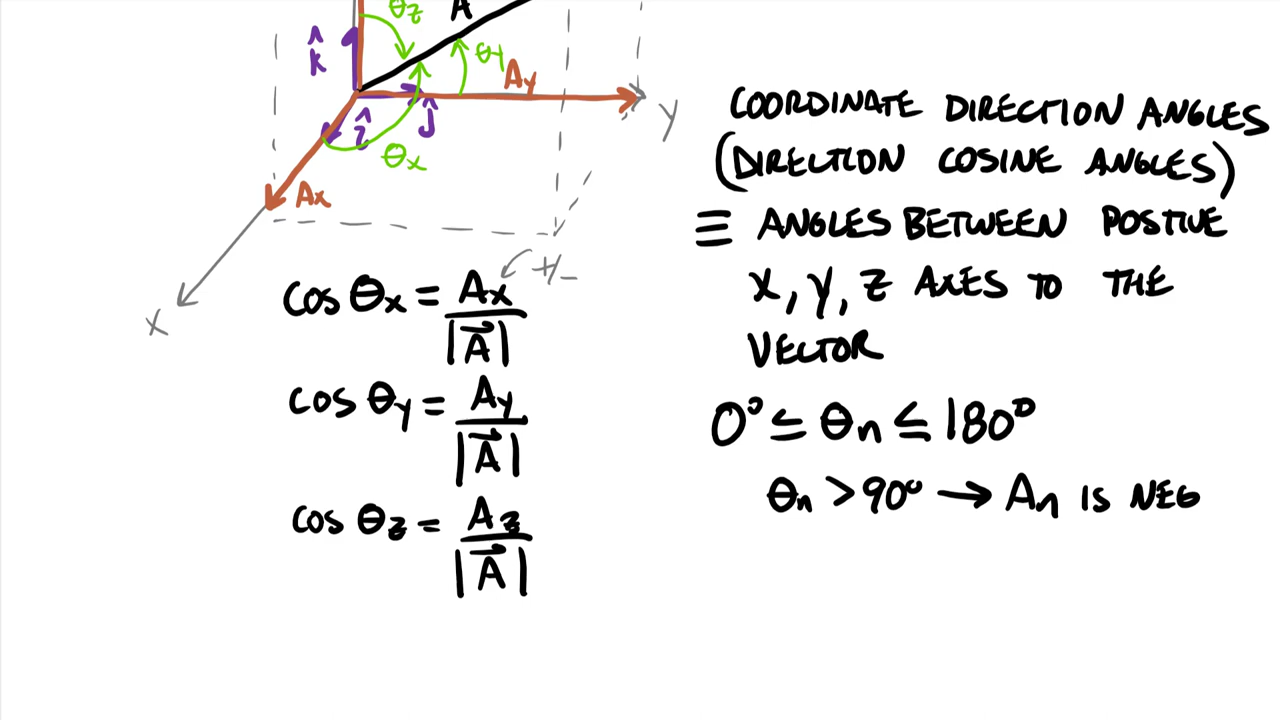 θz
A
k̂
θy
Ay
ĵ
î
y
θx
Ax
x
+/-
cos θx = Ax / |A⃗|
cos θy = Ay / |A⃗|
cos θz = Az / |A⃗|
COORDINATE DIRECTION ANGLES
(DIRECTION COSINE ANGLES)
≡ ANGLES BETWEEN POSTIVE
X, Y, Z AXES TO THE
VECTOR
0° ≤ θn ≤ 180°
θn > 90° → An IS NEG